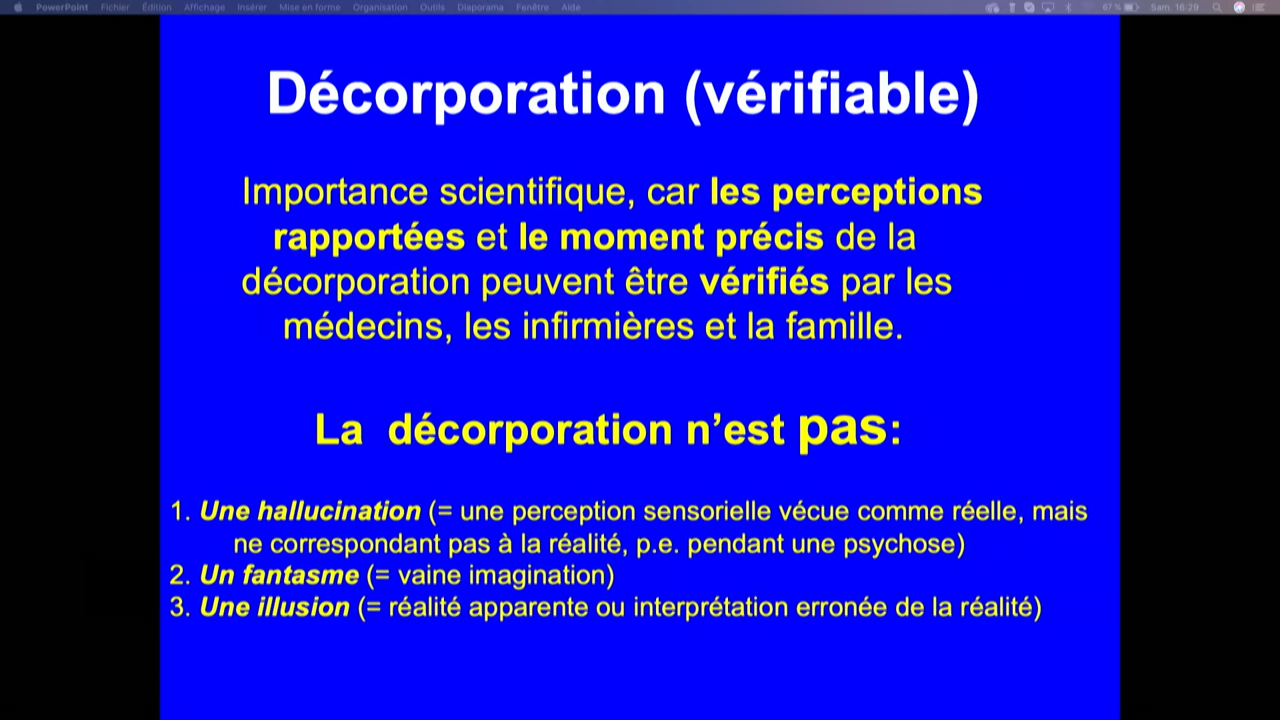 PowerPoint Fichier Édition Affichage Insérer Mise en forme Organisation Outils Diaporama Fenêtre Aide 67 % Sam. 16:29
Décorporation (vérifiable)
Importance scientifique, car les perceptions
rapportées et le moment précis de la
décorporation peuvent être vérifiés par les
médecins, les infirmières et la famille.
La décorporation n’est pas:
1. Une hallucination (= une perception sensorielle vécue comme réelle, mais
ne correspondant pas à la réalité, p.e. pendant une psychose)
2. Un fantasme (= vaine imagination)
3. Une illusion (= réalité apparente ou interprétation erronée de la réalité)